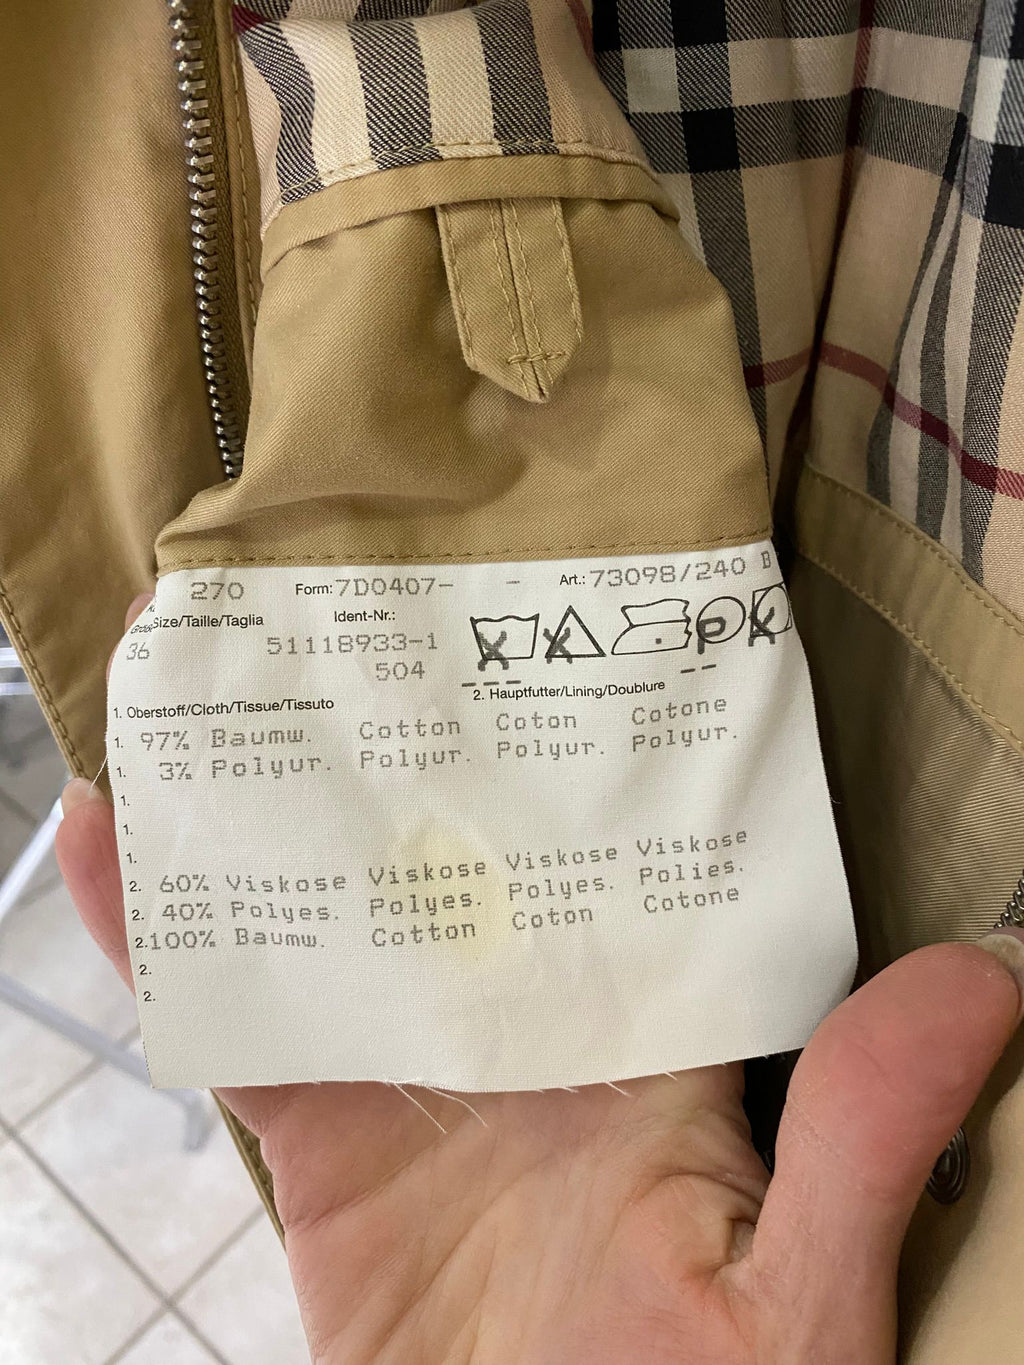 270 Form: 7D0407- - Art.: 73098/240 B
Größe/Size/Taille/Taglia Ident-Nr.:
36 51118933-1
504
P
1. Oberstoff/Cloth/Tissue/Tissuto 2. Hauptfutter/Lining/Doublure
1. 97% Baumw. Cotton Coton Cotone
1. 3% Polyur. Polyur. Polyur. Polyur.
1.
1.
1.
2. 60% Viskose Viskose Viskose Viskose
2. 40% Polyes. Polyes. Polyes. Polies.
2. 100% Baumw. Cotton Coton Cotone
2.
2.